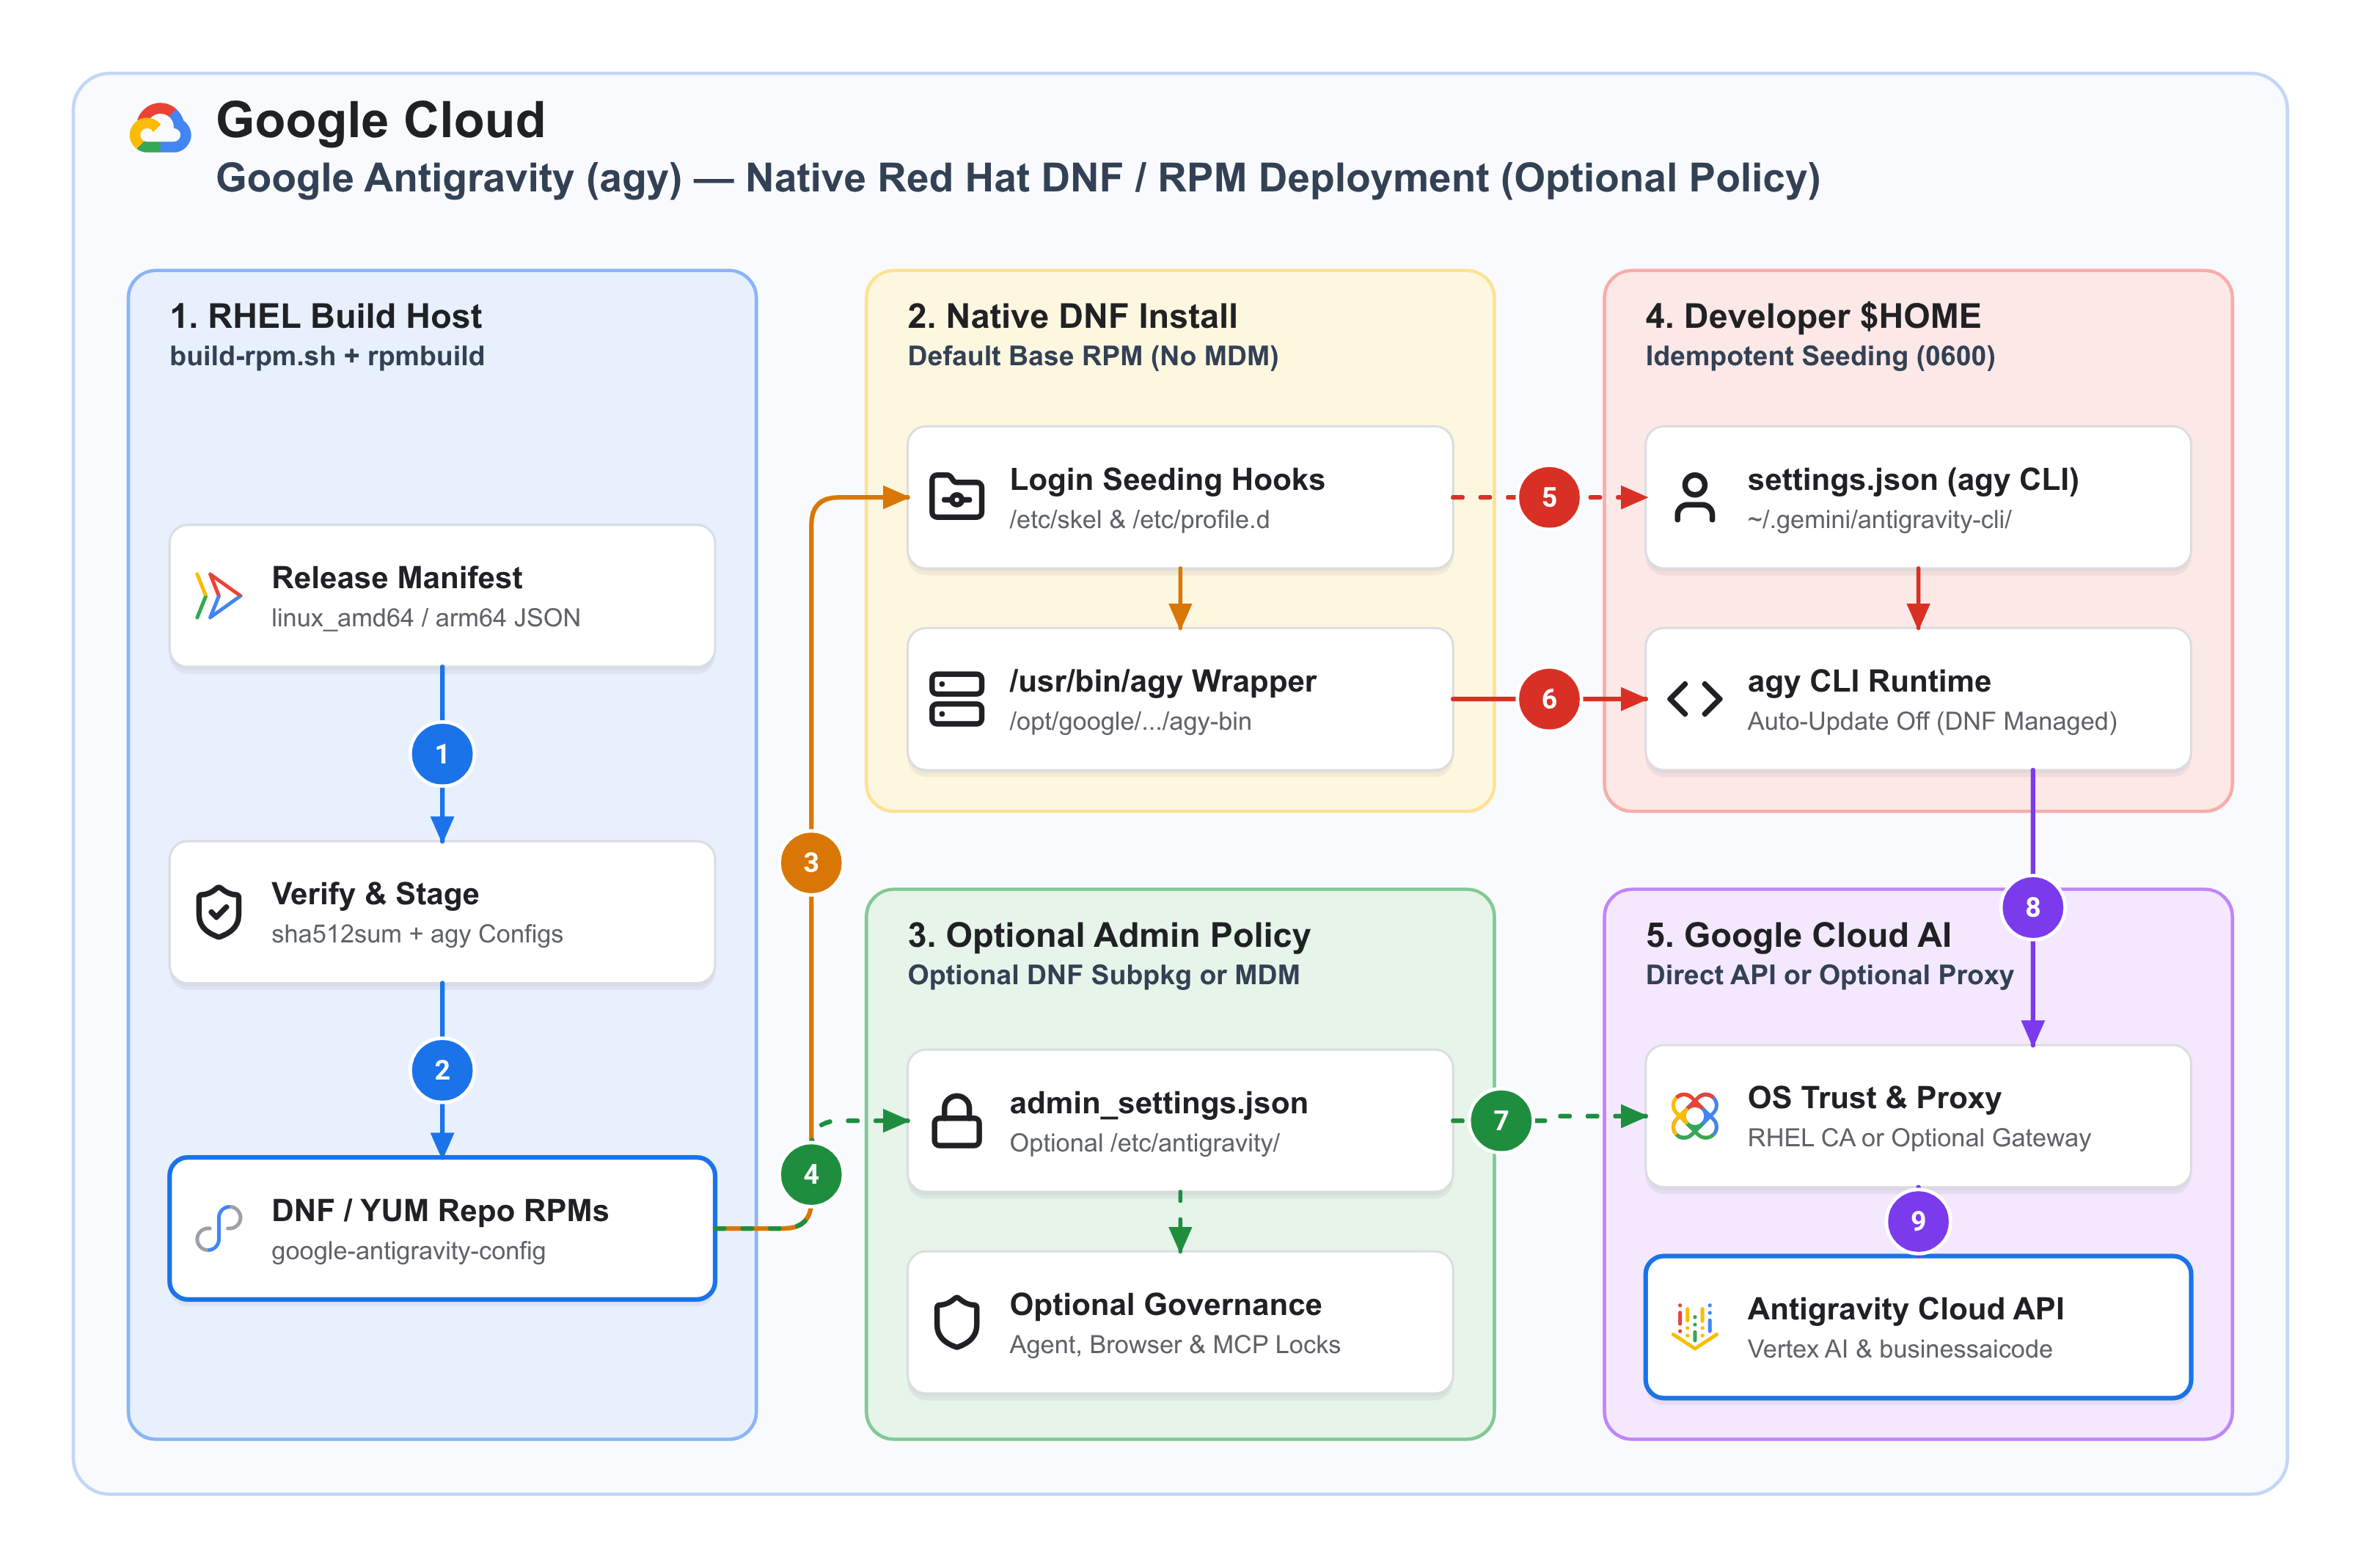 Google Cloud
Google Antigravity (agy) — Native Red Hat DNF / RPM Deployment (Optional Policy)
1. RHEL Build Host
build-rpm.sh + rpmbuild
Release Manifest
linux_amd64 / arm64 JSON
1
Verify & Stage
sha512sum + agy Configs
2
DNF / YUM Repo RPMs
google-antigravity-config
3
4
2. Native DNF Install
Default Base RPM (No MDM)
Login Seeding Hooks
/etc/skel & /etc/profile.d
/usr/bin/agy Wrapper
/opt/google/.../agy-bin
5
6
3. Optional Admin Policy
Optional DNF Subpkg or MDM
admin_settings.json
Optional /etc/antigravity/
Optional Governance
Agent, Browser & MCP Locks
7
4. Developer $HOME
Idempotent Seeding (0600)
settings.json (agy CLI)
~/.gemini/antigravity-cli/
agy CLI Runtime
Auto-Update Off (DNF Managed)
8
5. Google Cloud AI
Direct API or Optional Proxy
OS Trust & Proxy
RHEL CA or Optional Gateway
9
Antigravity Cloud API
Vertex AI & businessaicode